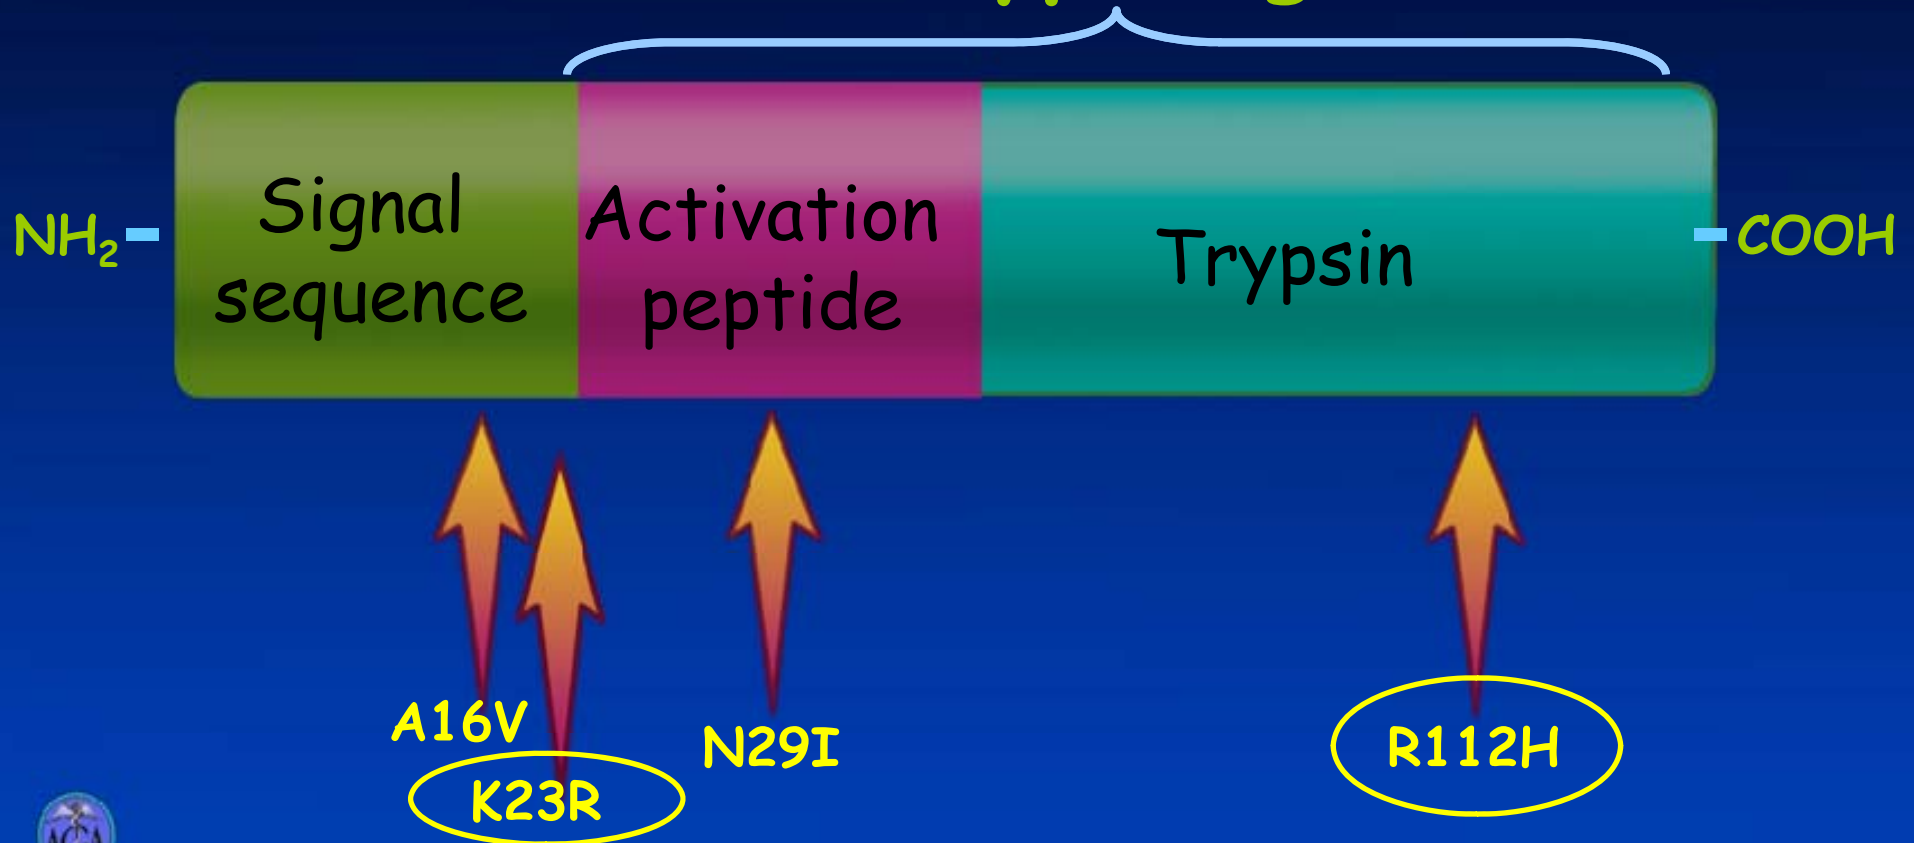 NH₂
Signal
sequence
Activation
peptide
Trypsin
COOH
A16V
K23R
N29I
R112H